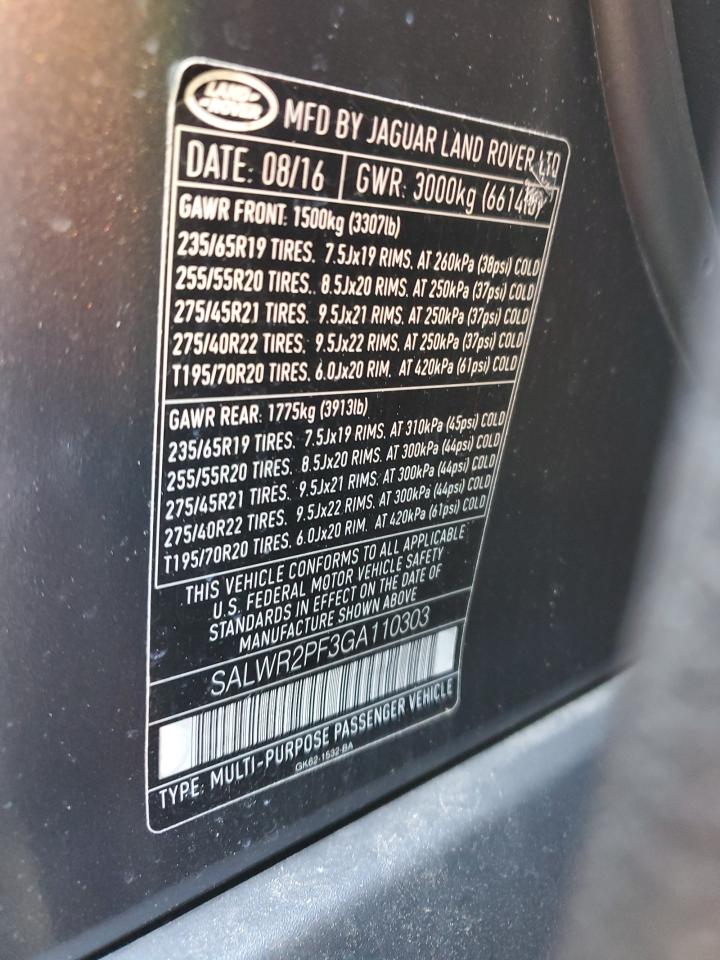 LAND
ROVER
MFD BY JAGUAR LAND ROVER LTD
DATE: 08/16 GWR: 3000kg (6614lb)
GAWR FRONT: 1500kg (3307lb)
235/65R19 TIRES. 7.5Jx19 RIMS. AT 260kPa (38psi) COLD
255/55R20 TIRES. 8.5Jx20 RIMS. AT 250kPa (37psi) COLD
275/45R21 TIRES. 9.5Jx21 RIMS. AT 250kPa (37psi) COLD
275/40R22 TIRES. 9.5Jx22 RIMS. AT 250kPa (37psi) COLD
T195/70R20 TIRES. 6.0Jx20 RIM. AT 420kPa (61psi) COLD
GAWR REAR: 1775kg (3913lb)
235/65R19 TIRES. 7.5Jx19 RIMS. AT 310kPa (45psi) COLD
255/55R20 TIRES. 8.5Jx20 RIMS. AT 300kPa (44psi) COLD
275/45R21 TIRES. 9.5Jx21 RIMS. AT 300kPa (44psi) COLD
275/40R22 TIRES. 9.5Jx22 RIMS. AT 300kPa (44psi) COLD
T195/70R20 TIRES. 6.0Jx20 RIM. AT 420kPa (61psi) COLD
THIS VEHICLE CONFORMS TO ALL APPLICABLE
U.S. FEDERAL MOTOR VEHICLE SAFETY
STANDARDS IN EFFECT ON THE DATE OF
MANUFACTURE SHOWN ABOVE
SALWR2PF3GA110303
TYPE: MULTI-PURPOSE PASSENGER VEHICLE
GK62-1532-BA